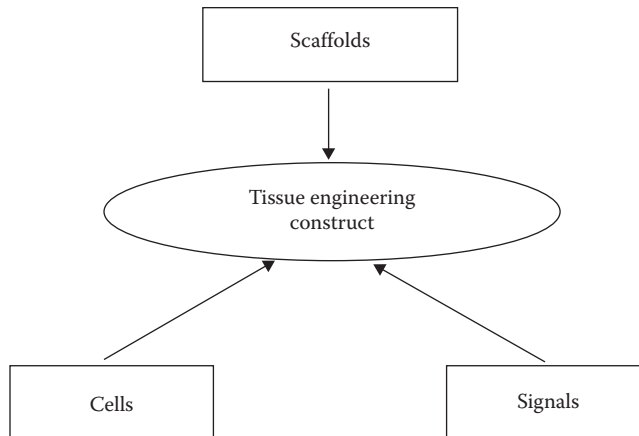 Scaffolds
Tissue engineering
construct
Cells
Signals